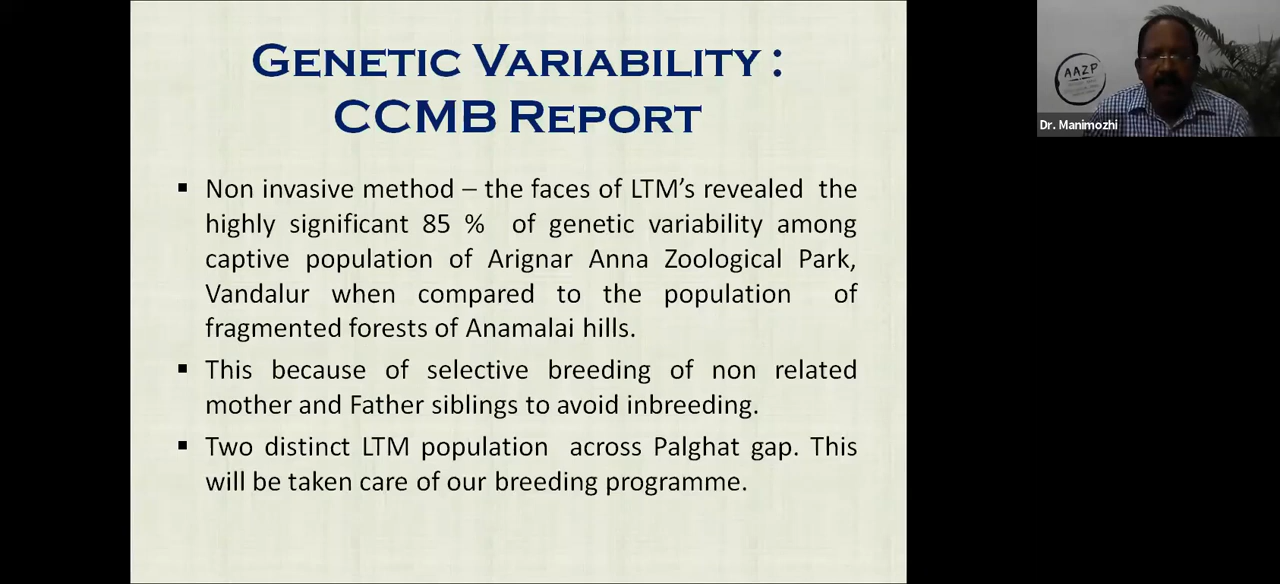 GENETIC VARIABILITY :
CCMB REPORT
▪ Non invasive method – the faces of LTM’s revealed the
highly significant 85 % of genetic variability among
captive population of Arignar Anna Zoological Park,
Vandalur when compared to the population of
fragmented forests of Anamalai hills.
▪ This because of selective breeding of non related
mother and Father siblings to avoid inbreeding.
▪ Two distinct LTM population across Palghat gap. This
will be taken care of our breeding programme.
AAZP
Dr. Manimozhi